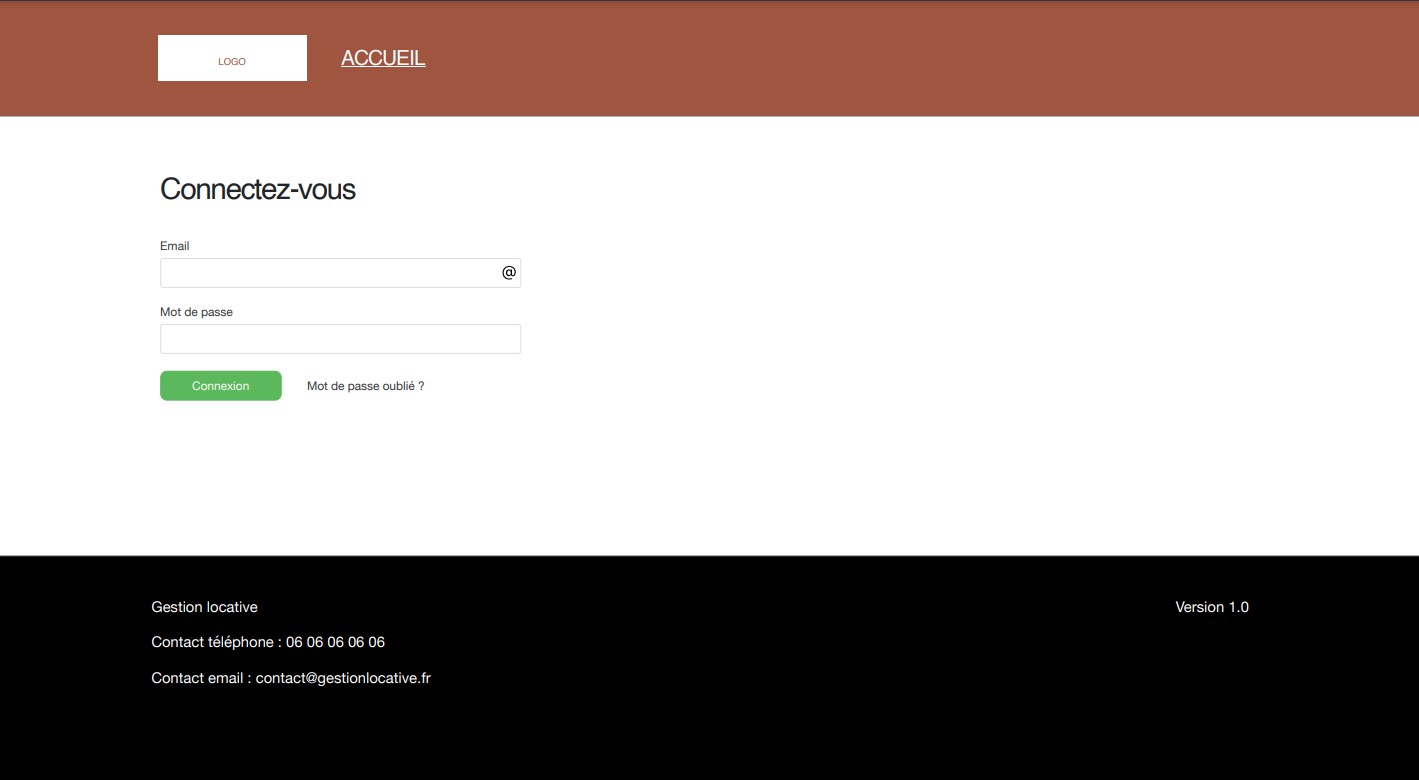 LOGO
ACCUEIL
Connectez-vous
Email
@
Mot de passe
Connexion
Mot de passe oublié ?
Gestion locative
Version 1.0
Contact téléphone : 06 06 06 06 06
Contact email : contact@gestionlocative.fr